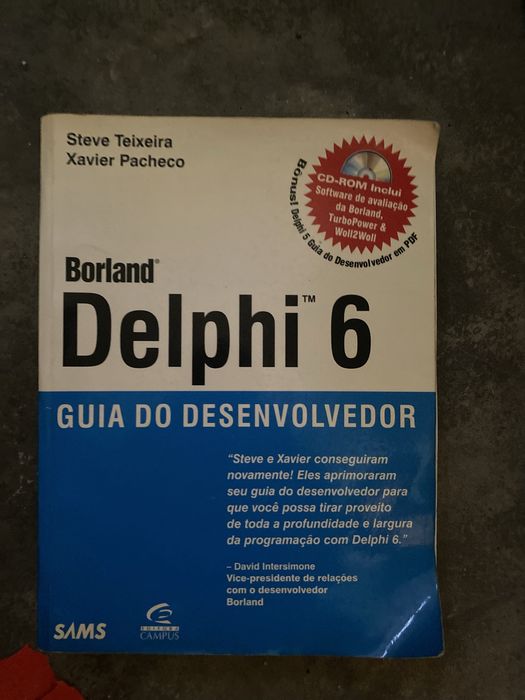 Steve Teixeira
Xavier Pacheco
CD-ROM Inclui
Software de avaliação
da Borland,
TurboPower &
Woll2Woll
Bônus! Delphi 5 Guia do Desenvolvedor em PDF
Borland®
Delphi™ 6
GUIA DO DESENVOLVEDOR
“Steve e Xavier conseguiram
novamente! Eles aprimoraram
seu guia do desenvolvedor para
que você possa tirar proveito
de toda a profundidade e largura
da programação com Delphi 6.”
– David Intersimone
Vice-presidente de relações
com o desenvolvedor
Borland
SAMS
EDITORA
CAMPUS